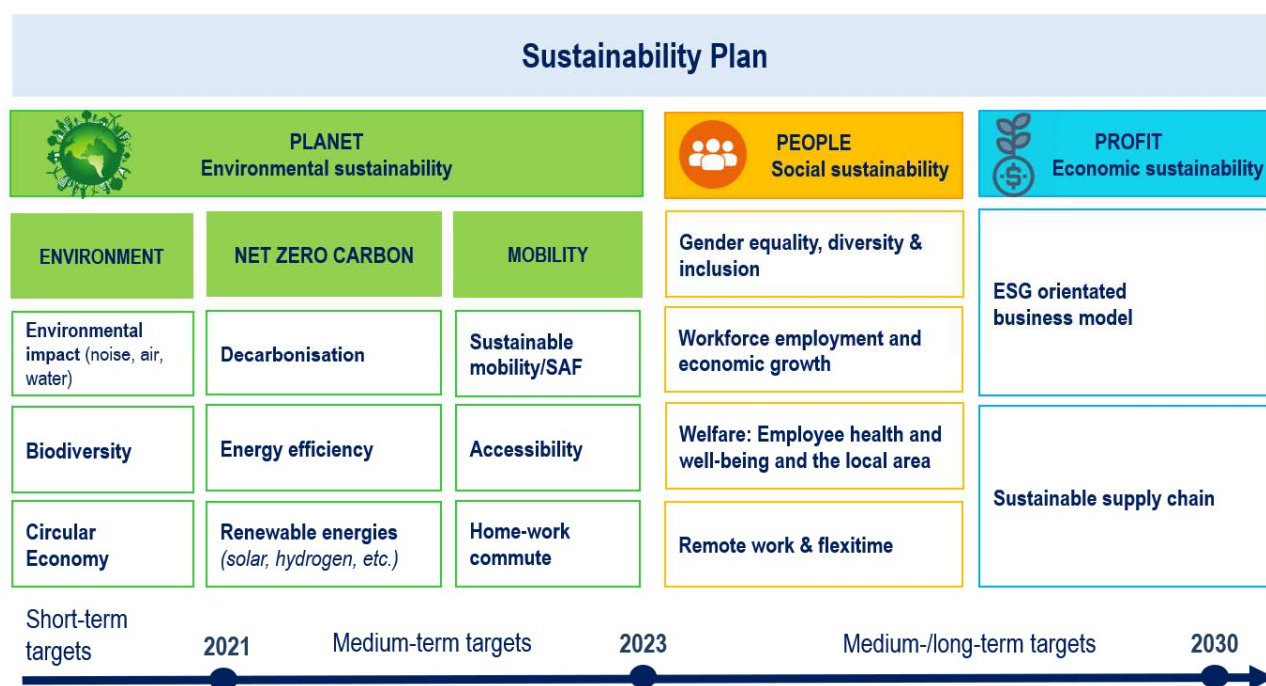 Sustainability Plan
PLANET
Environmental sustainability
PEOPLE
Social sustainability
PROFIT
Economic sustainability
ENVIRONMENT
NET ZERO CARBON
MOBILITY
Environmental
impact (noise, air,
water)
Decarbonisation
Sustainable
mobility/SAF
Biodiversity
Energy efficiency
Accessibility
Circular
Economy
Renewable energies
(solar, hydrogen, etc.)
Home-work
commute
Gender equality, diversity &
inclusion
Workforce employment and
economic growth
Welfare: Employee health and
well-being and the local area
Remote work & flexitime
$
ESG orientated
business model
Sustainable supply chain
Short-term
targets
2021
Medium-term targets
2023
Medium-/long-term targets
2030